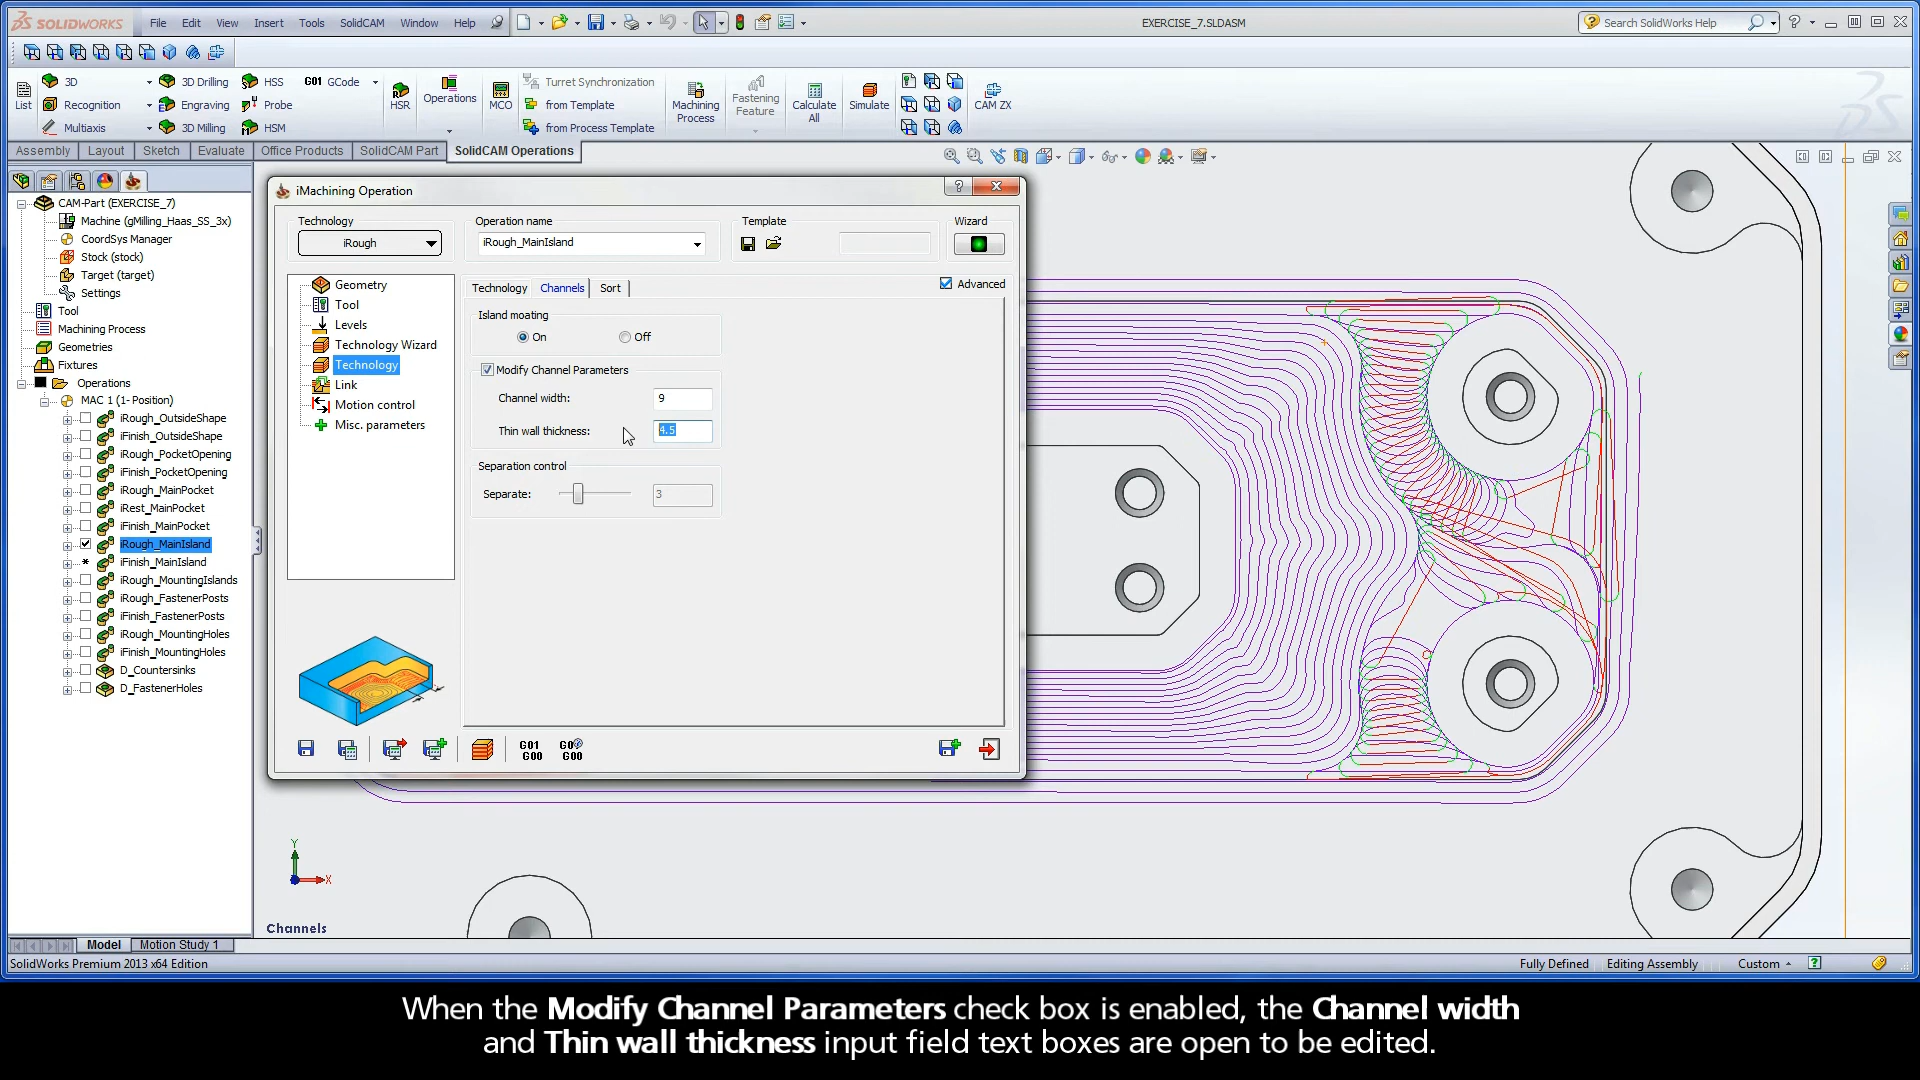 SOLIDWORKS File Edit View Insert Tools SolidCAM Window Help EXERCISE_7.SLDASM Search SolidWorks Help
3D 3D Drilling HSS G01 GCode Turret Synchronization
Recognition Engraving Probe from Template
Multiaxis 3D Milling HSM from Process Template
List HSR Operations MCO Machining Process Fastening Feature Calculate All Simulate CAM ZX
Assembly Layout Sketch Evaluate Office Products SolidCAM Part SolidCAM Operations
CAM-Part (EXERCISE_7)
Machine (gMilling_Haas_SS_3x)
CoordSys Manager
Stock (stock)
Target (target)
Settings
Tool
Machining Process
Geometries
Fixtures
Operations
MAC 1 (1- Position)
iRough_OutsideShape
iFinish_OutsideShape
iRough_PocketOpening
iFinish_PocketOpening
iRough_MainPocket
iRest_MainPocket
iFinish_MainPocket
iRough_MainIsland
iFinish_MainIsland
iRough_MountingIslands
iRough_FastenerPosts
iFinish_FastenerPosts
iRough_MountingHoles
iFinish_MountingHoles
D_Countersinks
D_FastenerHoles
iMachining Operation
Technology Operation name Template Wizard
iRough iRough_MainIsland
Geometry
Tool
Levels
Technology Wizard
Technology
Link
Motion control
Misc. parameters
Technology Channels Sort Advanced
Island moating
On Off
Modify Channel Parameters
Channel width: 9
Thin wall thickness: 4.5
Separation control
Separate: 3
G01 G00 G0 G00
Y
X
Channels
Model Motion Study 1
SolidWorks Premium 2013 x64 Edition Fully Defined Editing Assembly Custom
When the Modify Channel Parameters check box is enabled, the Channel width
and Thin wall thickness input field text boxes are open to be edited.